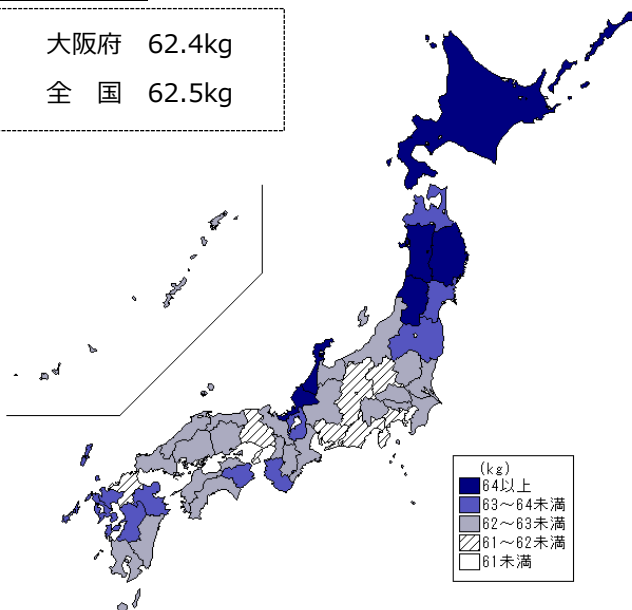 大阪府　62.4kg
全　国　62.5kg
(kg)
64以上
63～64未満
62～63未満
61～62未満
61未満